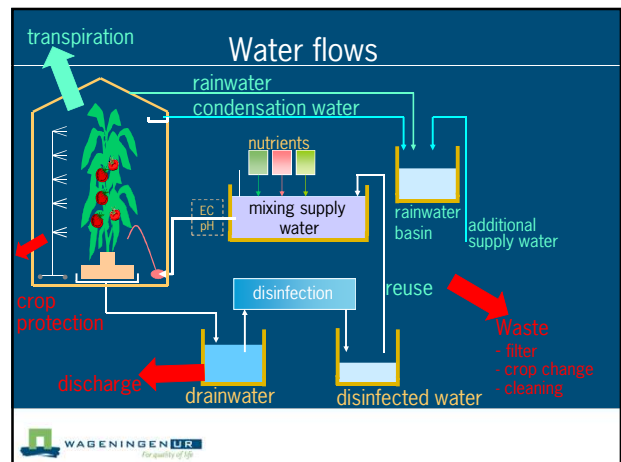 Water flows
transpiration
rainwater
condensation water
nutrients
EC
pH
mixing supply
water
rainwater
basin
additional
supply water
crop
protection
disinfection
reuse
Waste
- filter
- crop change
- cleaning
discharge
drainwater
disinfected water
WAGENINGEN UR
For quality of life